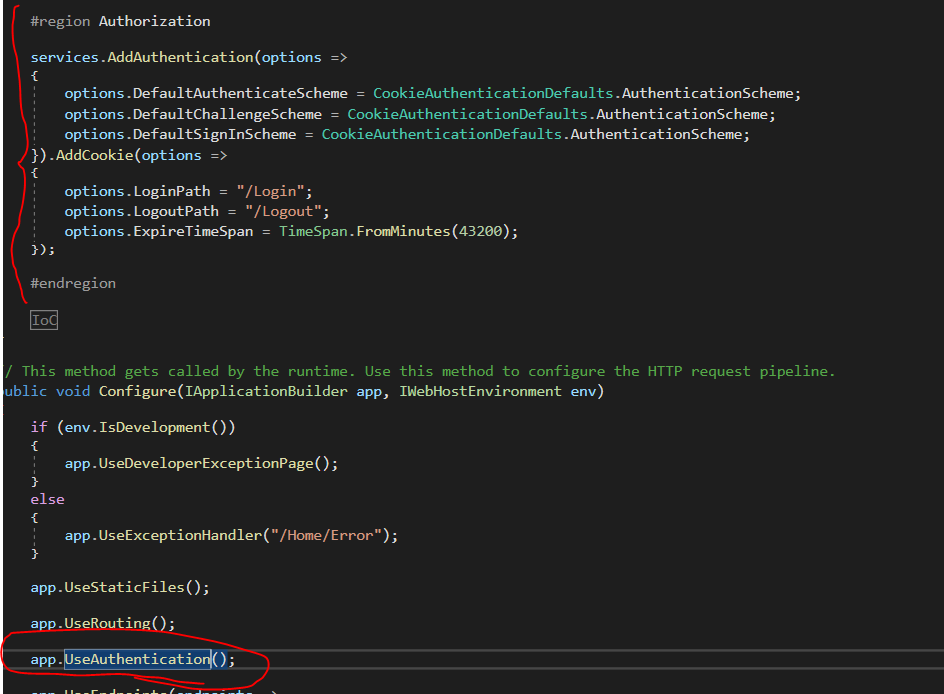 #region Authorization
services.AddAuthentication(options =>
{
options.DefaultAuthenticateScheme = CookieAuthenticationDefaults.AuthenticationScheme;
options.DefaultChallengeScheme = CookieAuthenticationDefaults.AuthenticationScheme;
options.DefaultSignInScheme = CookieAuthenticationDefaults.AuthenticationScheme;
}).AddCookie(options =>
{
options.LoginPath = "/Login";
options.LogoutPath = "/Logout";
options.ExpireTimeSpan = TimeSpan.FromMinutes(43200);
});
#endregion
IoC
/ This method gets called by the runtime. Use this method to configure the HTTP request pipeline.
ublic void Configure(IApplicationBuilder app, IWebHostEnvironment env)
if (env.IsDevelopment())
{
app.UseDeveloperExceptionPage();
}
else
{
app.UseExceptionHandler("/Home/Error");
}
app.UseStaticFiles();
app.UseRouting();
app.UseAuthentication();
app.UseEndpoints(endpoints =>